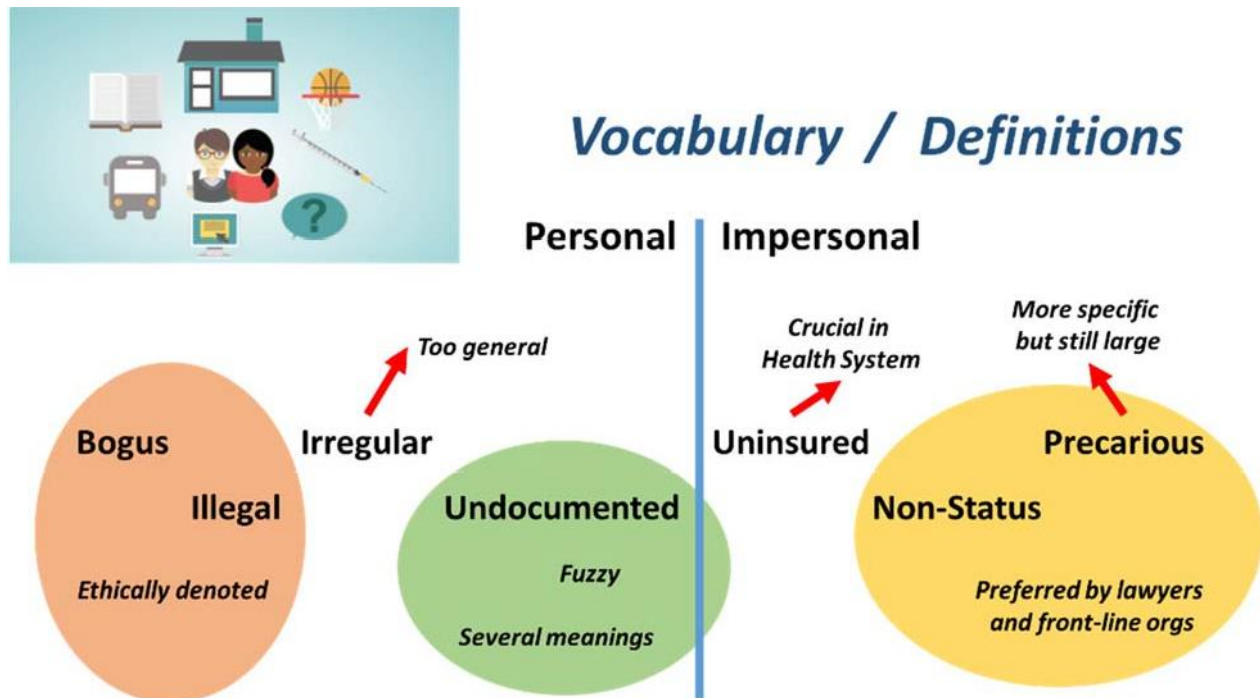 ?
Vocabulary / Definitions
Personal
Impersonal
Too general
Crucial in
Health System
More specific
but still large
Bogus
Irregular
Uninsured
Precarious
Illegal
Undocumented
Non-Status
Ethically denoted
Fuzzy
Several meanings
Preferred by lawyers
and front-line orgs